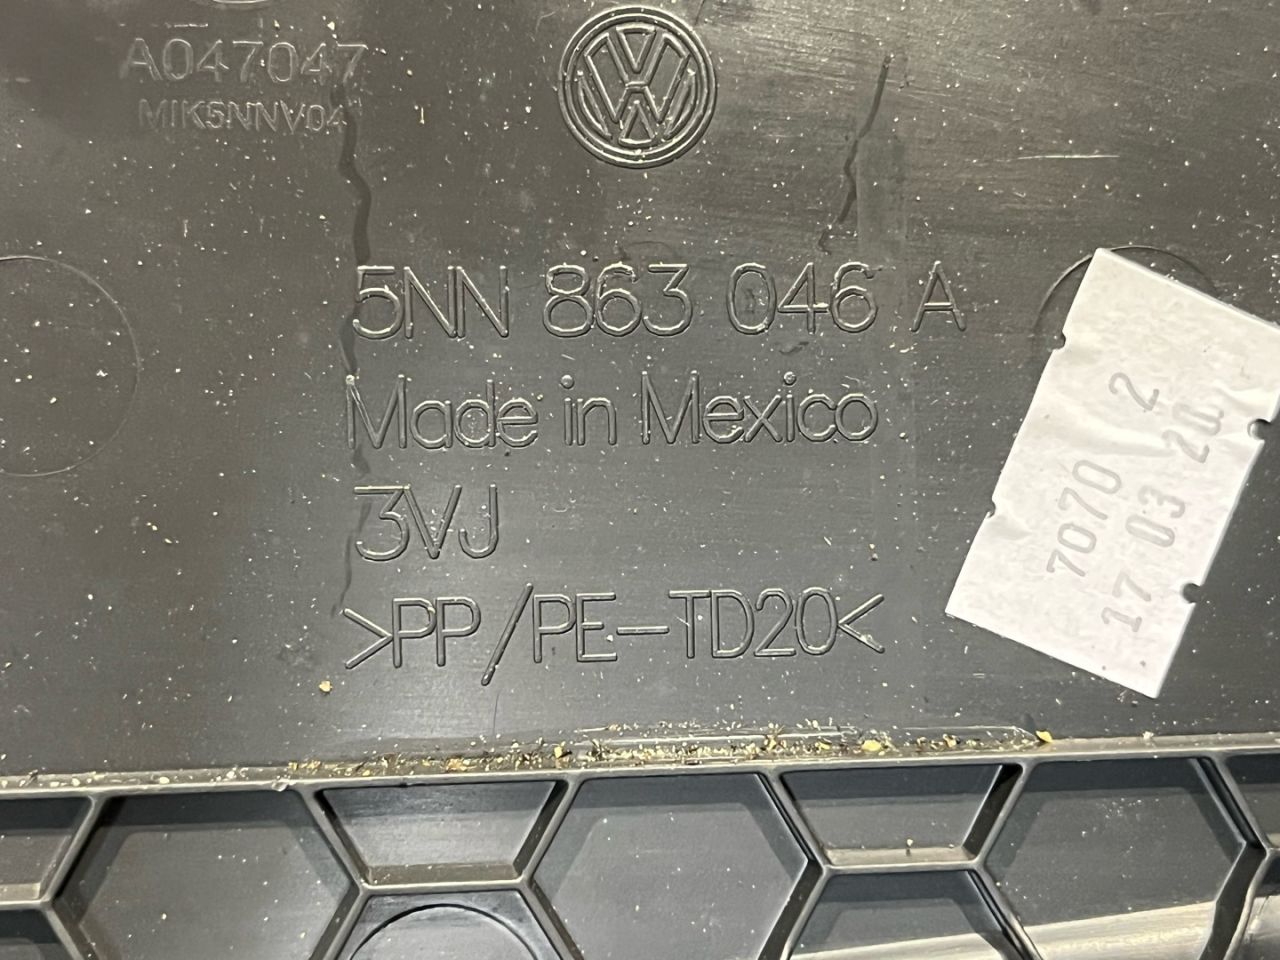 A047047
MIK5NNV04
5NN 863 046 A
Made in Mexico
3VJ
>PP/PE-TD20<
7070 2
17 03 20